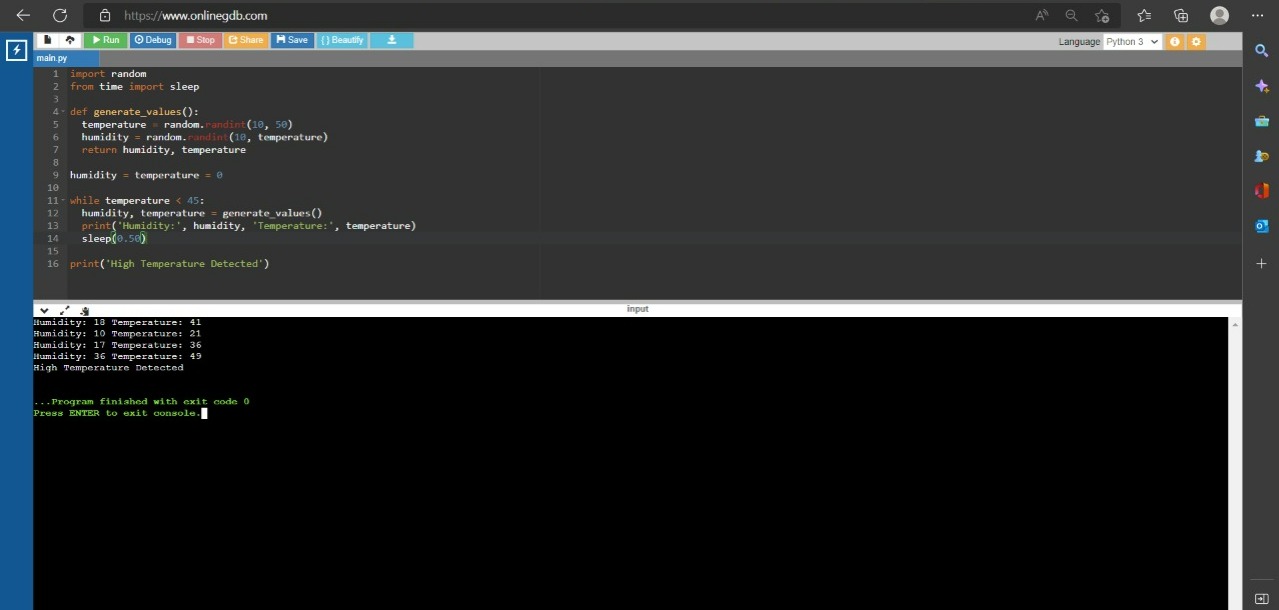 https://www.onlinegdb.com
Run Debug Stop Share Save { } Beautify Language Python 3
main.py
1 import random
2 from time import sleep
3
4 def generate_values():
5 temperature = random.randint(10, 50)
6 humidity = random.randint(10, temperature)
7 return humidity, temperature
8
9 humidity = temperature = 0
10
11 while temperature < 45:
12 humidity, temperature = generate_values()
13 print('Humidity:', humidity, 'Temperature:', temperature)
14 sleep(0.50)
15
16 print('High Temperature Detected')
input
Humidity: 18 Temperature: 41
Humidity: 10 Temperature: 21
Humidity: 17 Temperature: 36
Humidity: 36 Temperature: 49
High Temperature Detected
...Program finished with exit code 0
Press ENTER to exit console.